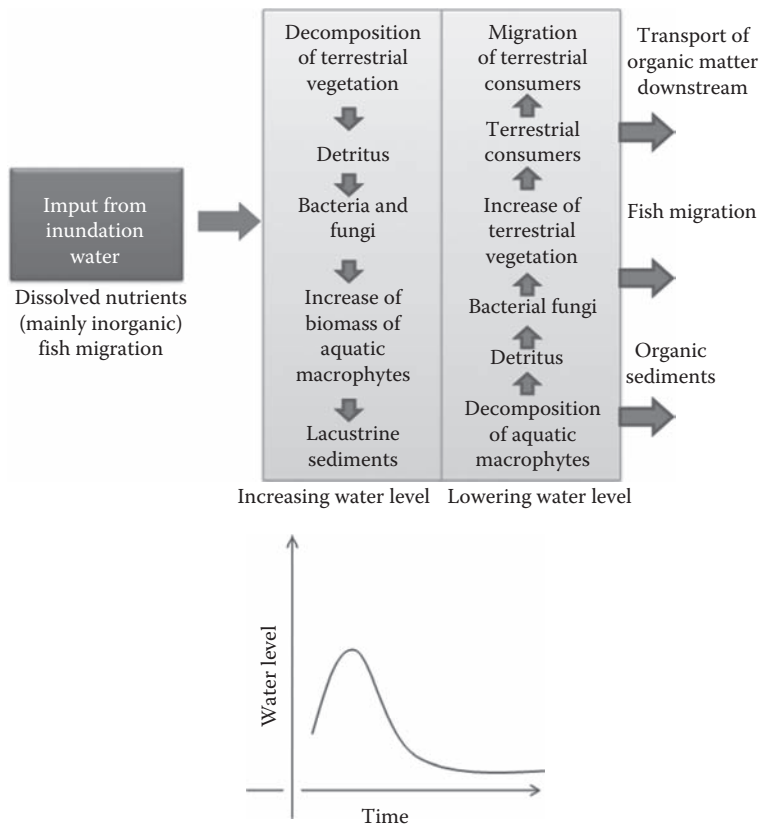 Imput from
inundation
water
Dissolved nutrients
(mainly inorganic)
fish migration
Decomposition
of terrestrial
vegetation
Detritus
Bacteria and
fungi
Increase of
biomass of
aquatic
macrophytes
Lacustrine
sediments
Increasing water level
Migration
of terrestrial
consumers
Terrestrial
consumers
Increase of
terrestrial
vegetation
Bacterial fungi
Detritus
Decomposition
of aquatic
macrophytes
Lowering water level
Transport of
organic matter
downstream
Fish migration
Organic
sediments
Water level
Time